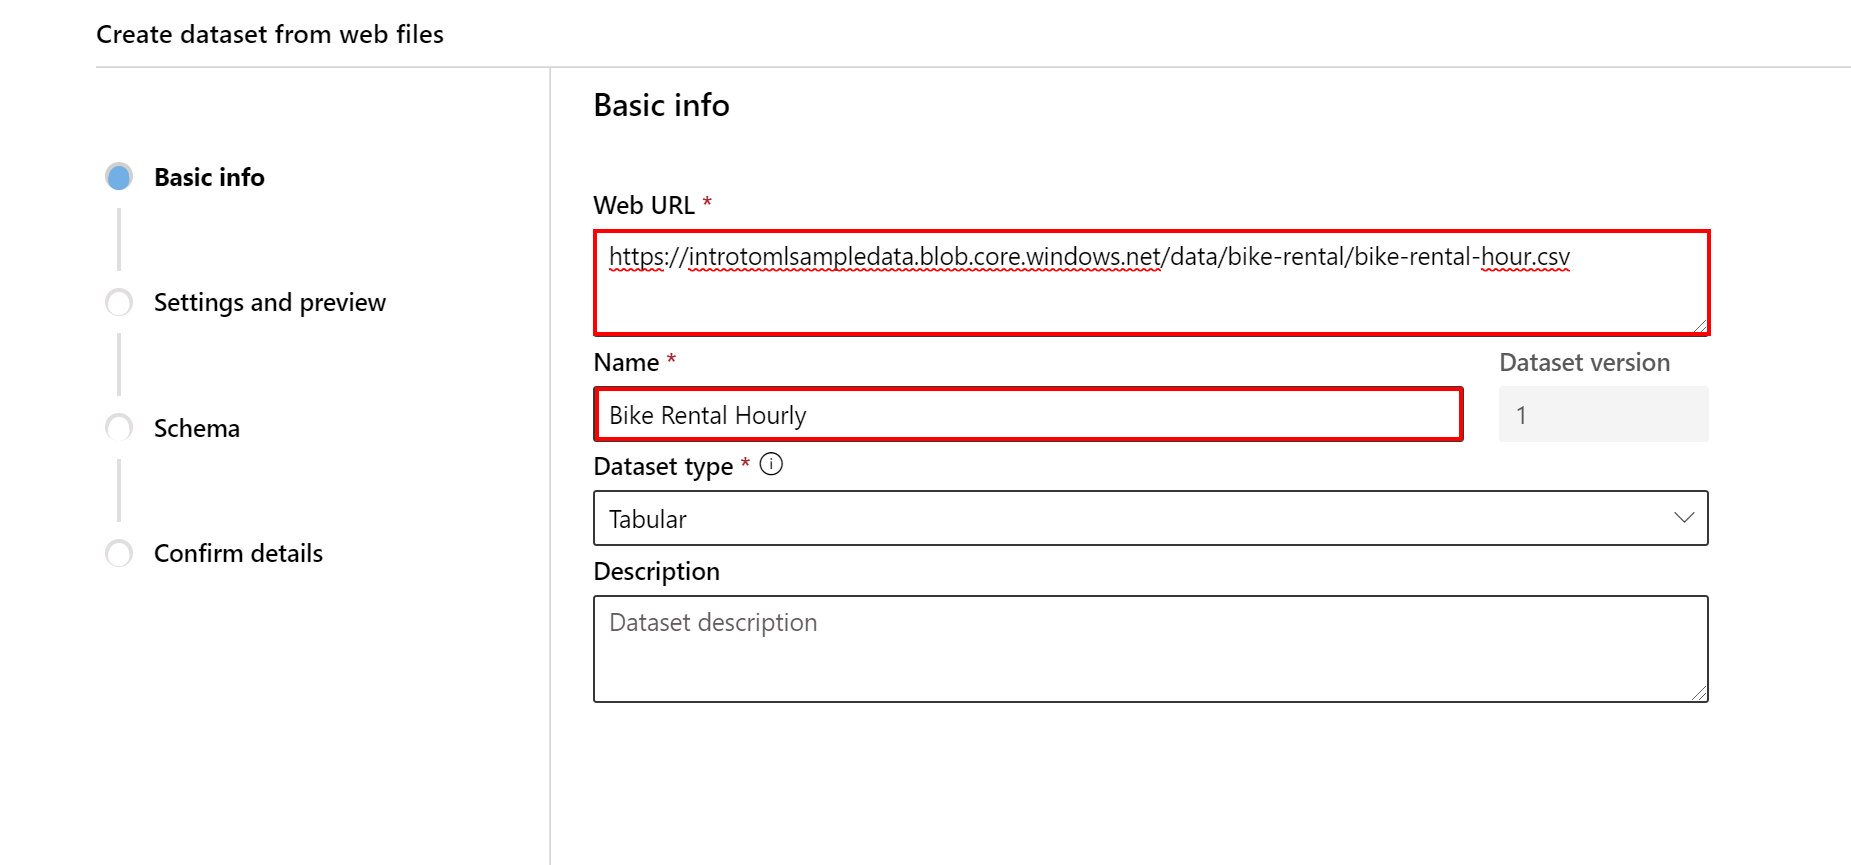 Create dataset from web files
Basic info
Settings and preview
Schema
Confirm details
Basic info
Web URL *
https://introtomlsampledata.blob.core.windows.net/data/bike-rental/bike-rental-hour.csv
Name *
Dataset version
Bike Rental Hourly
1
Dataset type *
Tabular
Description
Dataset description